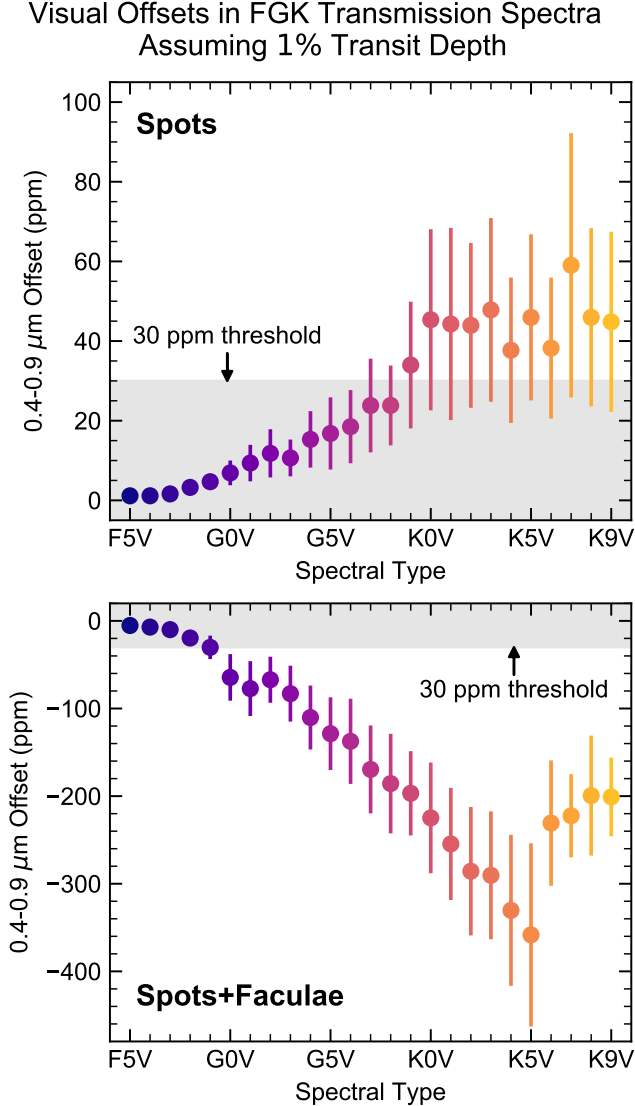 Visual Offsets in FGK Transmission Spectra
Assuming 1% Transit Depth
100
80
60
40
20
0
0.4-0.9 μm Offset (ppm)
Spots
30 ppm threshold
F5V
G0V
G5V
K0V
K5V
K9V
Spectral Type
0
−100
−200
−300
−400
0.4-0.9 μm Offset (ppm)
30 ppm threshold
Spots+Faculae
F5V
G0V
G5V
K0V
K5V
K9V
Spectral Type